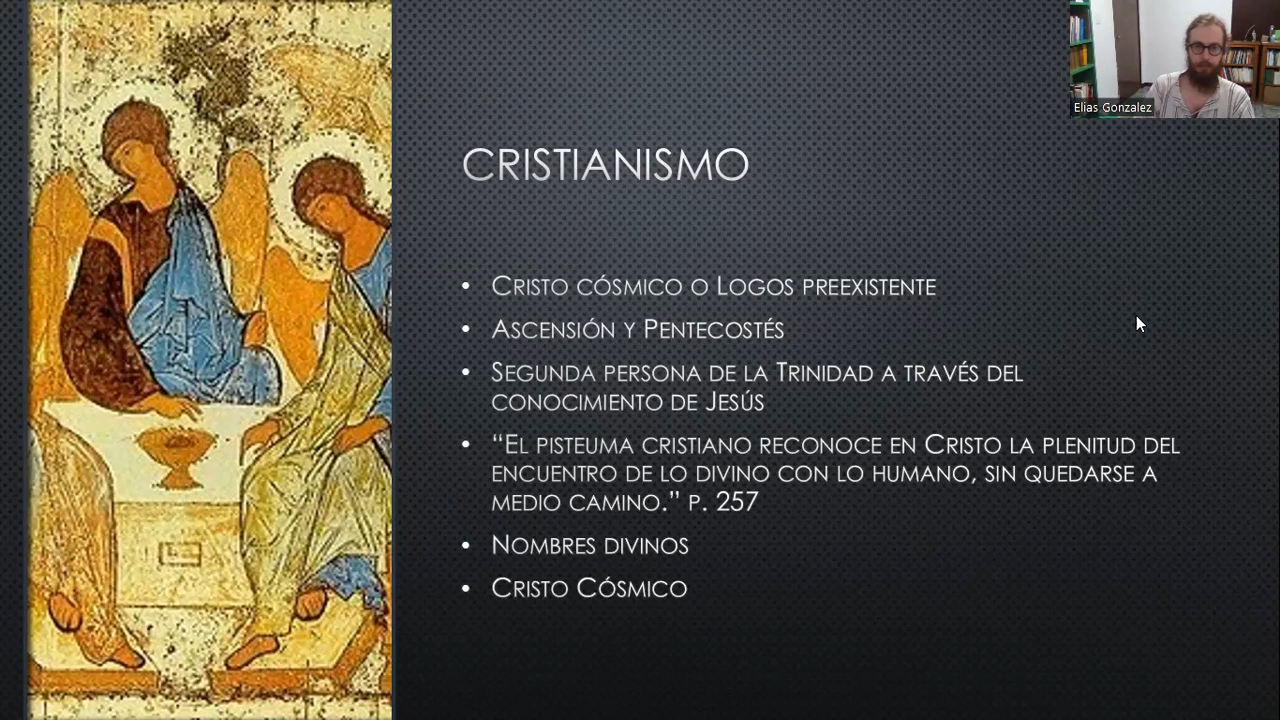 Elias Gonzalez
CRISTIANISMO
• CRISTO CÓSMICO O LOGOS PREEXISTENTE
• ASCENSIÓN Y PENTECOSTÉS
• SEGUNDA PERSONA DE LA TRINIDAD A TRAVÉS DEL
CONOCIMIENTO DE JESÚS
• “EL PISTEUMA CRISTIANO RECONOCE EN CRISTO LA PLENITUD DEL
ENCUENTRO DE LO DIVINO CON LO HUMANO, SIN QUEDARSE A
MEDIO CAMINO.” P. 257
• NOMBRES DIVINOS
• CRISTO CÓSMICO